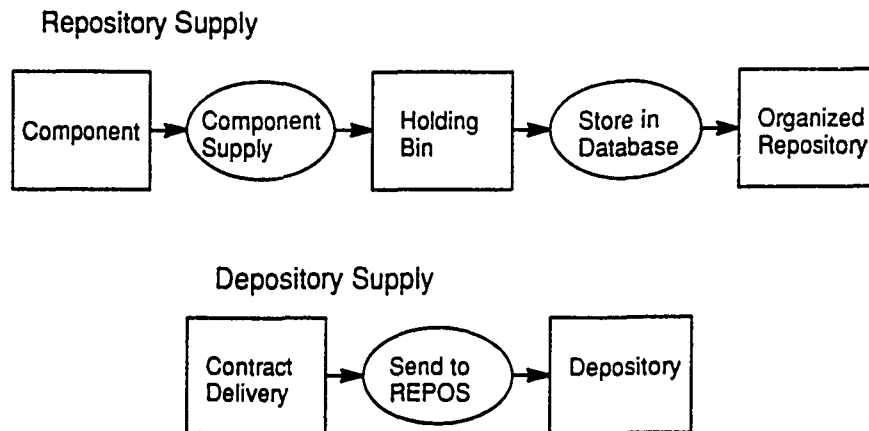 Repository Supply
Component
Component
Supply
Holding
Bin
Store in
Database
Organized
Repository
Depository Supply
Contract
Delivery
Send to
REPOS
Depository